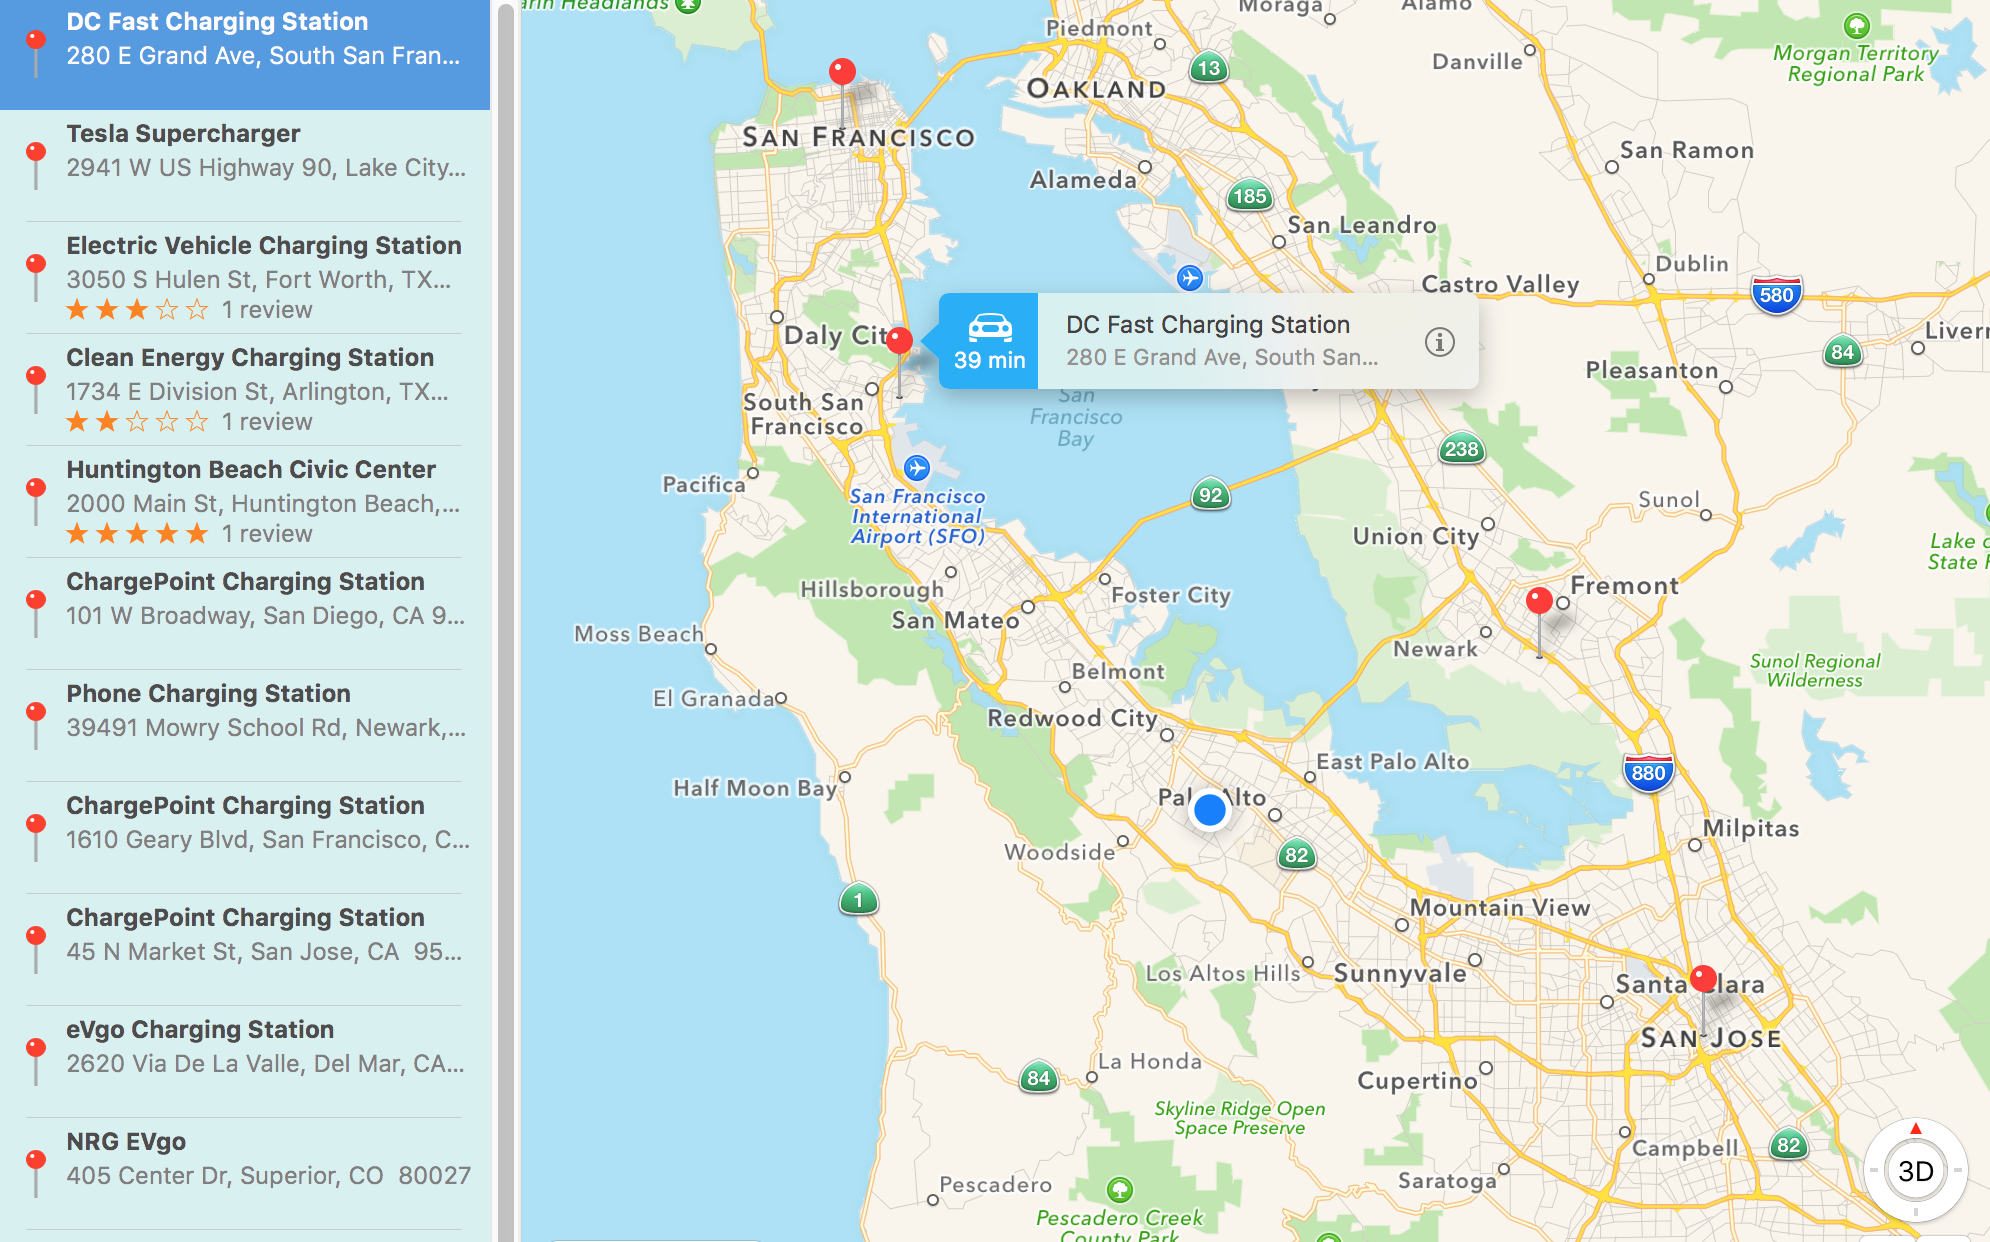 DC Fast Charging Station
280 E Grand Ave, South San Fran...
Tesla Supercharger
2941 W US Highway 90, Lake City...
Electric Vehicle Charging Station
3050 S Hulen St, Fort Worth, TX...
1 review
Clean Energy Charging Station
1734 E Division St, Arlington, TX...
1 review
Huntington Beach Civic Center
2000 Main St, Huntington Beach,...
1 review
ChargePoint Charging Station
101 W Broadway, San Diego, CA 9...
Phone Charging Station
39491 Mowry School Rd, Newark,...
ChargePoint Charging Station
1610 Geary Blvd, San Francisco, C...
ChargePoint Charging Station
45 N Market St, San Jose, CA 95...
eVgo Charging Station
2620 Via De La Valle, Del Mar, CA...
NRG EVgo
405 Center Dr, Superior, CO 80027
Headlands
Moraga
Alamo
Piedmont
13
Danville
Morgan Territory
Regional Park
OAKLAND
SAN FRANCISCO
San Ramon
Alameda
185
San Leandro
Dublin
Castro Valley
580
Daly Cit
39 min
DC Fast Charging Station
280 E Grand Ave, South San...
84
Pleasanton
South San
Francisco
San
Francisco
Bay
238
Pacifica
San Francisco
International
Airport (SFO)
92
Sunol
Union City
Lake
State
Hillsborough
Foster City
Fremont
San Mateo
Moss Beach
Newark
Belmont
Sunol Regional
Wilderness
El Granada
Redwood City
East Palo Alto
880
Half Moon Bay
Palo Alto
Milpitas
Woodside
82
1
Mountain View
Los Altos Hills
Sunnyvale
Santa Clara
SAN JOSE
La Honda
84
Cupertino
Skyline Ridge Open
Space Preserve
Campbell
82
3D
Saratoga
Pescadero
Pescadero Creek
County Park